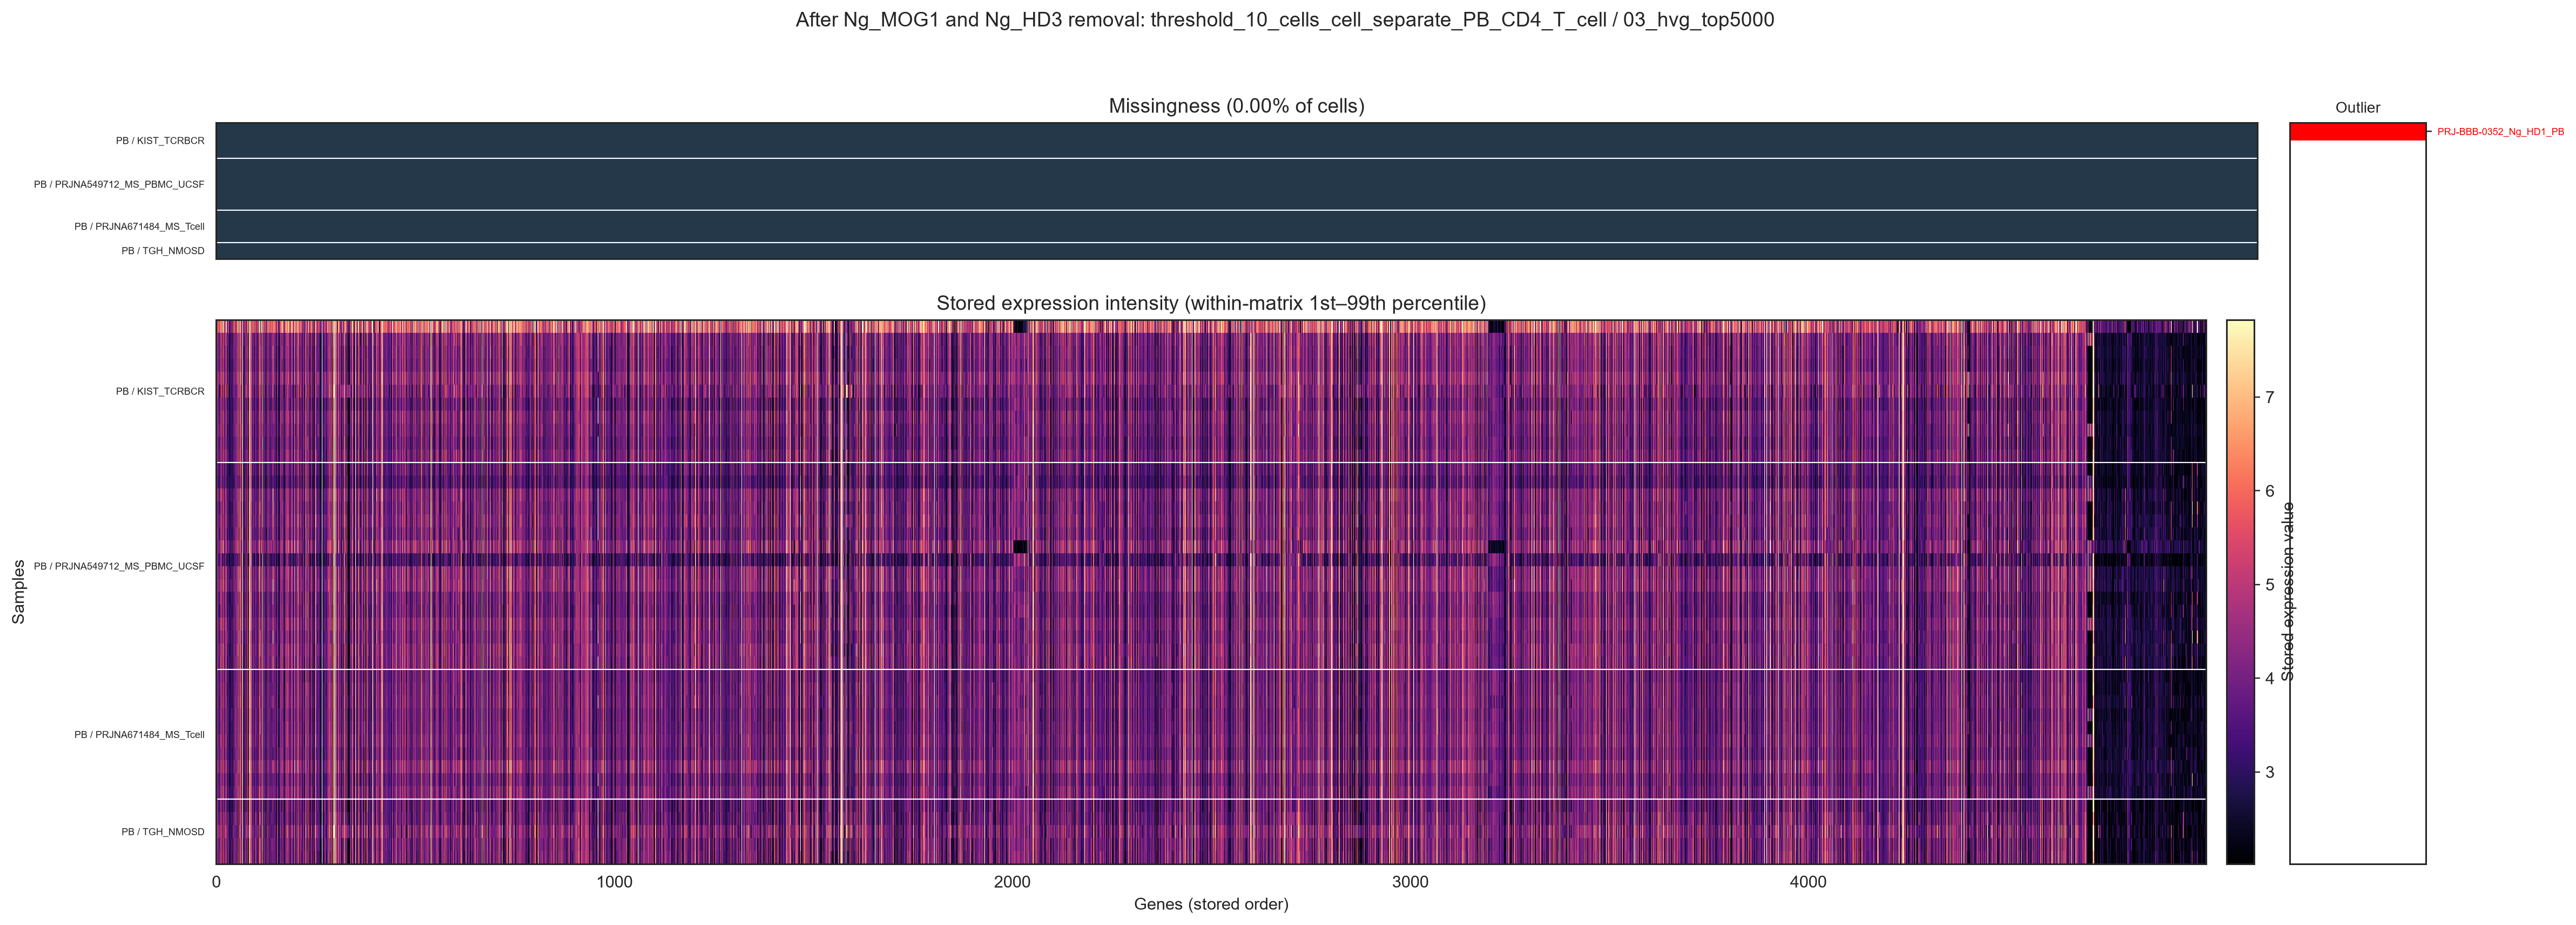 After Ng_MOG1 and Ng_HD3 removal: threshold_10_cells_cell_separate_PB_CD4_T_cell / 03_hvg_top5000
Missingness (0.00% of cells)
Outlier
PB / KIST_TCRBCR
PB / PRJNA549712_MS_PBMC_UCSF
PB / PRJNA671484_MS_Tcell
PB / TGH_NMOSD
PRJ-BBB-0352_Ng_HD1_PB
Stored expression intensity (within-matrix 1st–99th percentile)
Samples
PB / KIST_TCRBCR
PB / PRJNA549712_MS_PBMC_UCSF
PB / PRJNA671484_MS_Tcell
PB / TGH_NMOSD
7
6
5
4
3
Stored expression value
0
1000
2000
3000
4000
Genes (stored order)